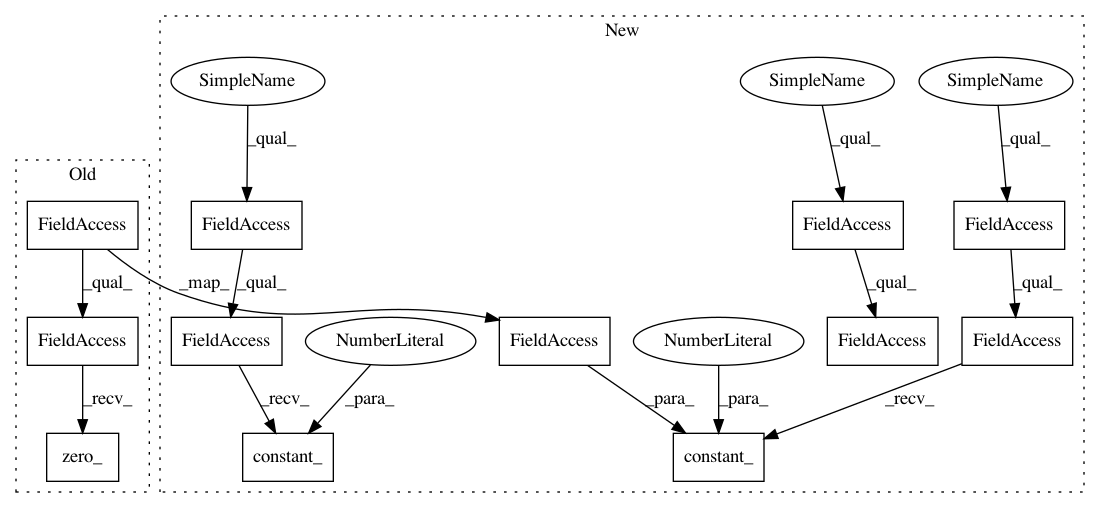 New
SimpleName
SimpleName
SimpleName
_qual_
_qual_
_qual_
Old
FieldAccess
FieldAccess
FieldAccess
FieldAccess
_qual_
_map_
_qual_
_qual_
_qual_
FieldAccess
FieldAccess
NumberLiteral
FieldAccess
NumberLiteral
FieldAccess
FieldAccess
_recv_
_recv_
_para_
_para_
_para_
_recv_
zero_
constant_
constant_